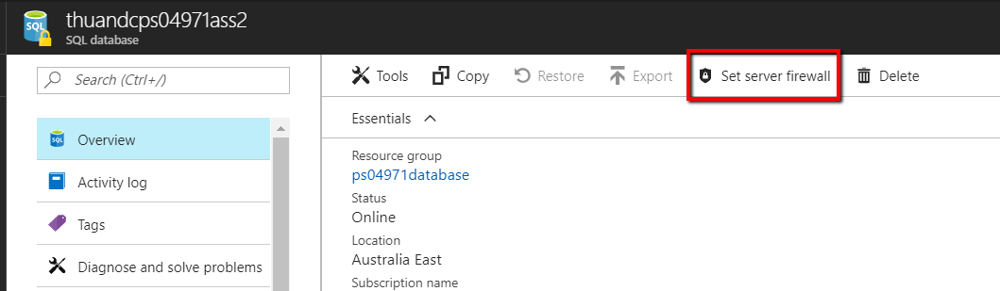 thuandcps04971ass2
SQL database
Search (Ctrl+/)
Tools Copy Restore Export Set server firewall Delete
Essentials
Overview
Activity log
Tags
Diagnose and solve problems
Resource group
ps04971database
Status
Online
Location
Australia East
Subscription name